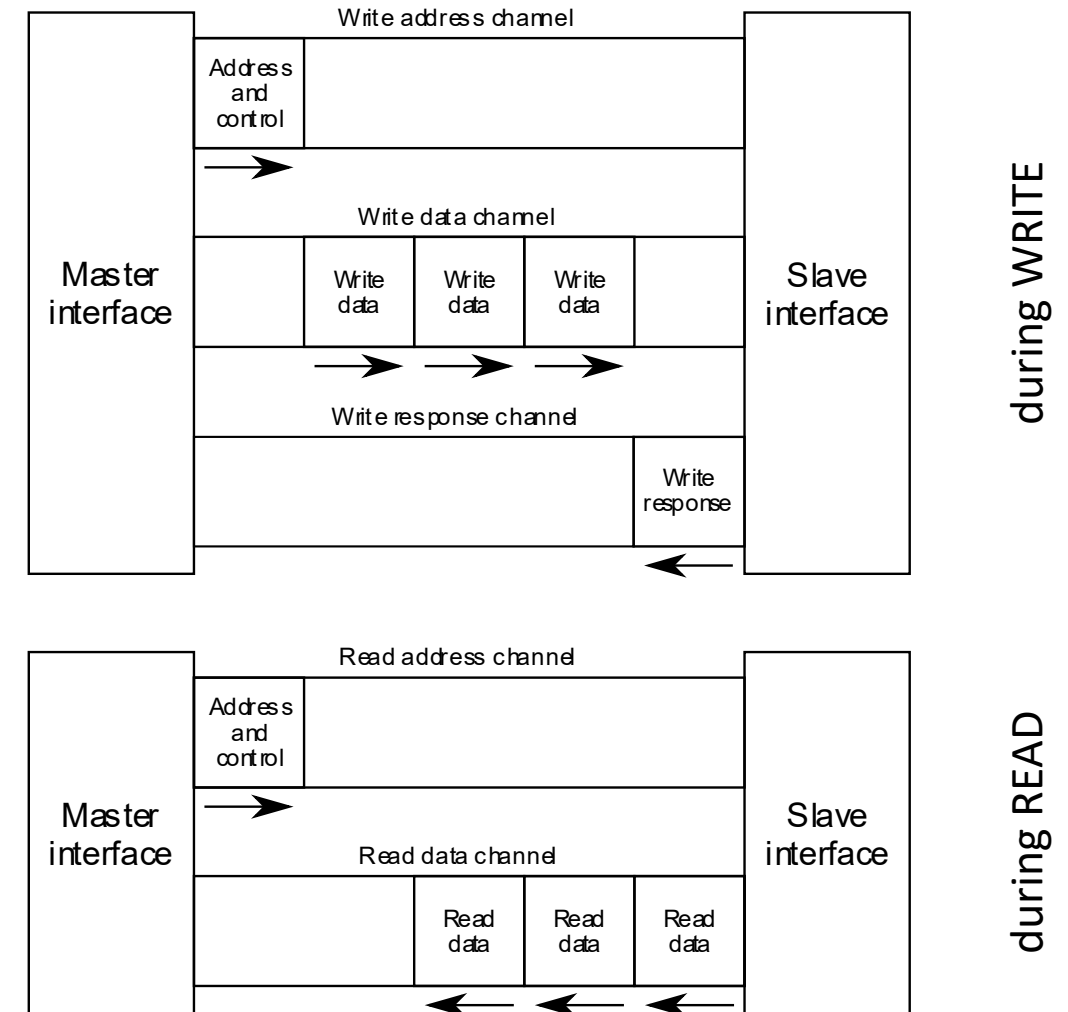 Write address channel
Address
and
control
Write data channel
Master
interface
Write
data
Write
data
Write
data
Slave
interface
Write response channel
Write
response
during WRITE
Read address channel
Address
and
control
Master
interface
Slave
interface
Read data channel
Read
data
Read
data
Read
data
during READ